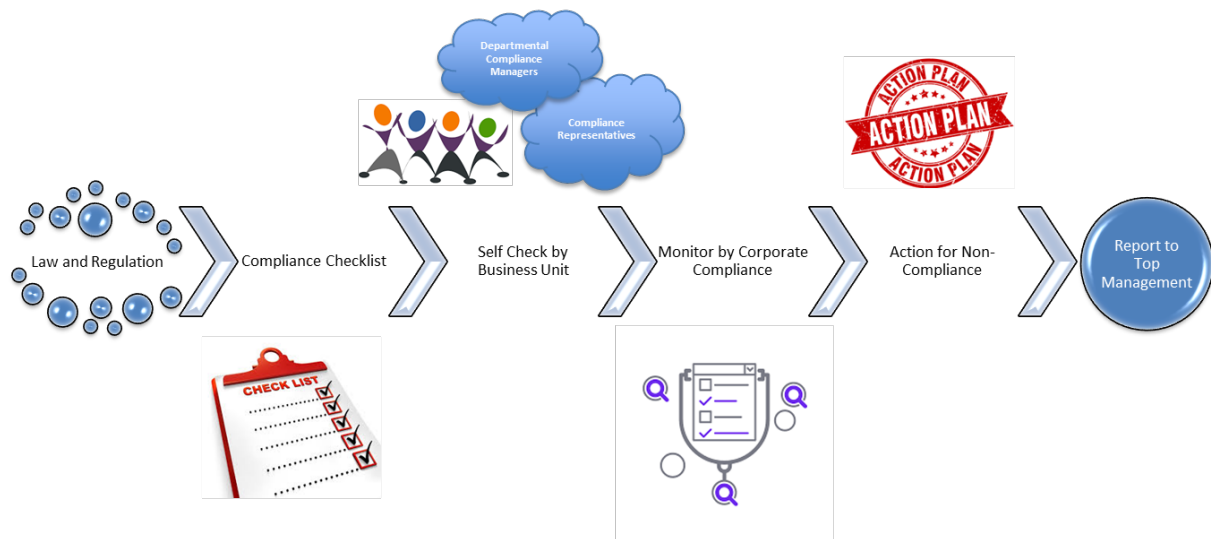 Departmental
Compliance
Managers
Compliance
Representatives
ACTION PLAN
ACTION PLAN
ACTION PLAN
Law and Regulation
Compliance Checklist
Self Check by
Business Unit
Monitor by Corporate
Compliance
Action for Non-
Compliance
Report to
Top
Management
CHECK LIST